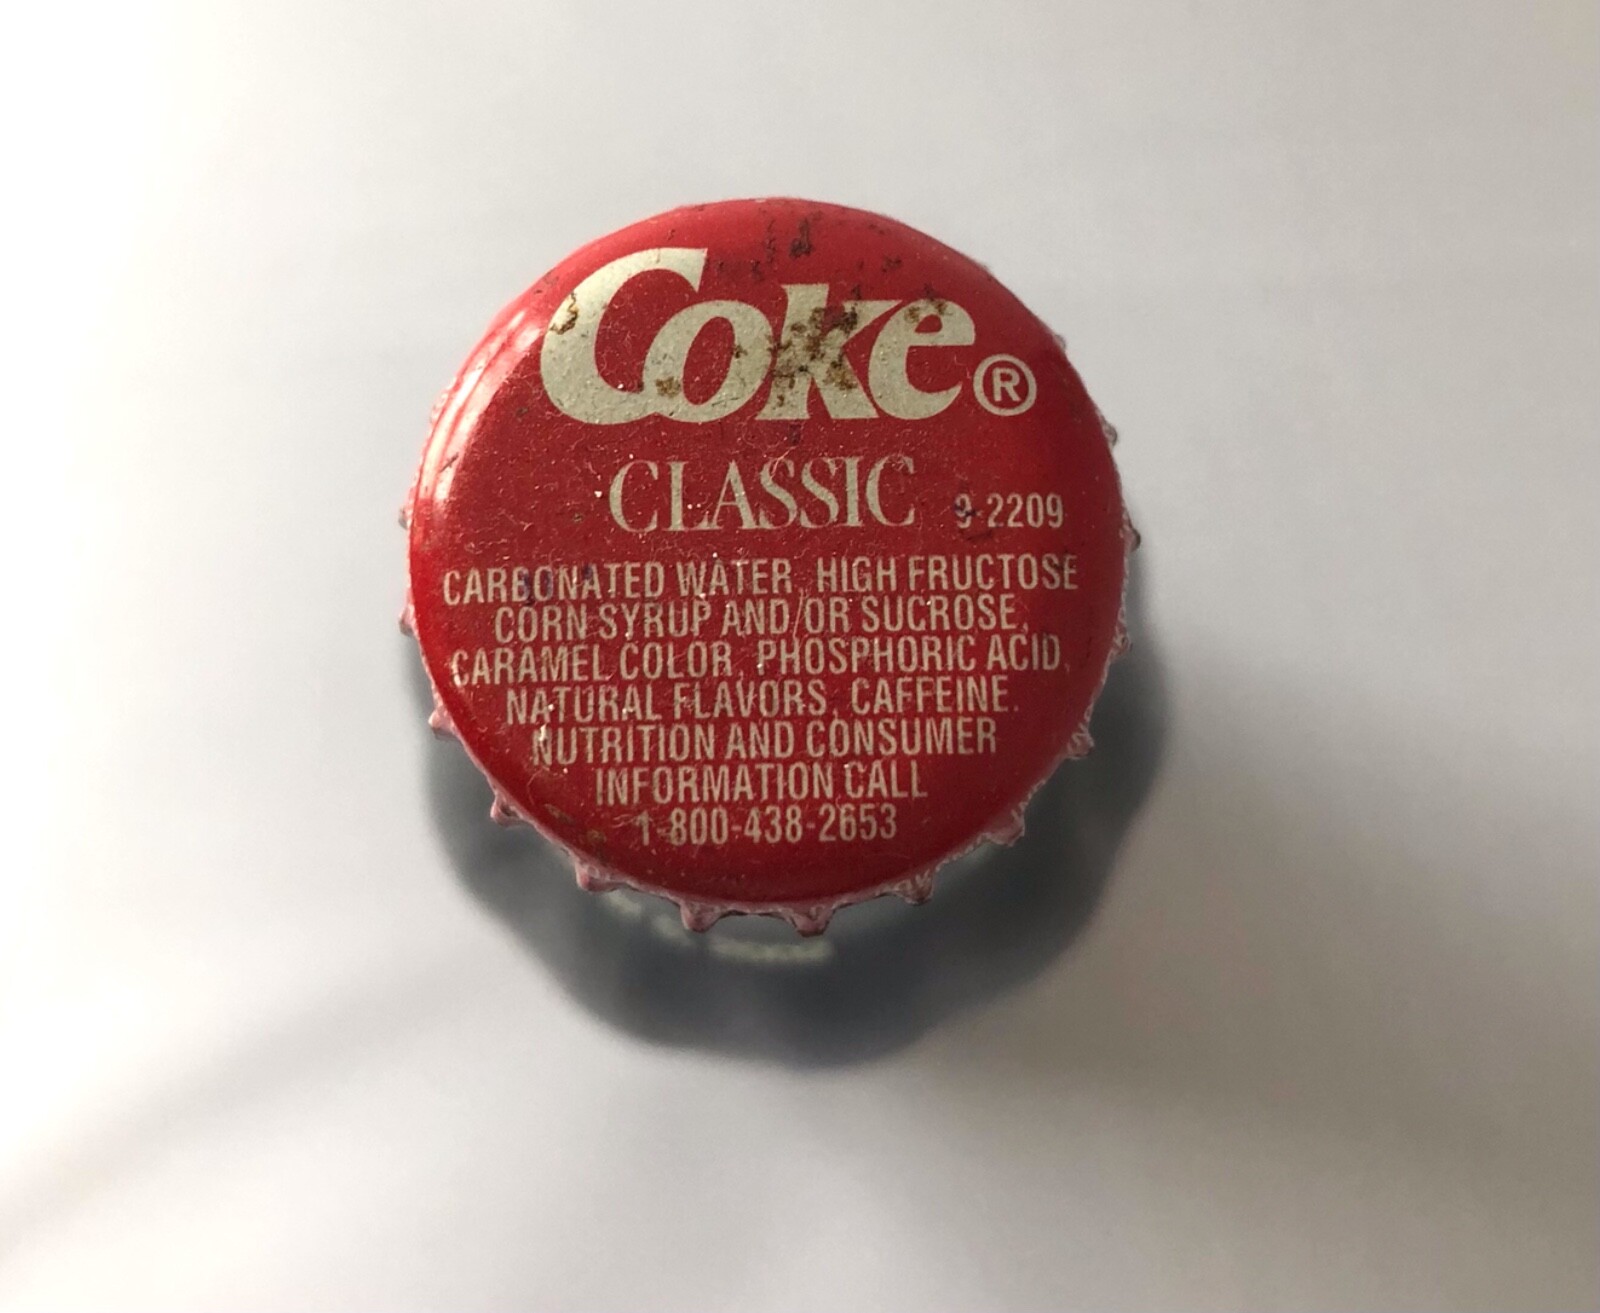 Coke®
CLASSIC 9-2209
CARBONATED WATER, HIGH FRUCTOSE
CORN SYRUP AND/OR SUCROSE,
CARAMEL COLOR, PHOSPHORIC ACID,
NATURAL FLAVORS, CAFFEINE.
NUTRITION AND CONSUMER
INFORMATION CALL
1-800-438-2653